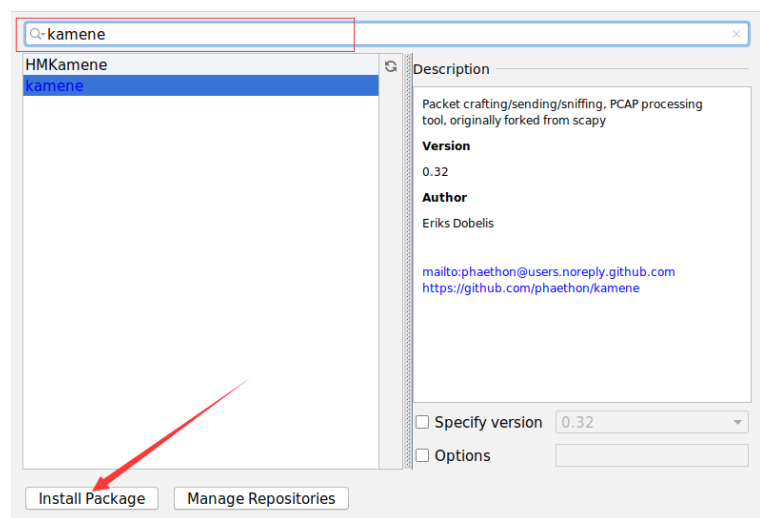 kamene
HMKamene
kamene
Description
Packet crafting/sending/sniffing, PCAP processing
tool, originally forked from scapy
Version
0.32
Author
Eriks Dobelis
mailto:phaethon@users.noreply.github.com
https://github.com/phaethon/kamene
Specify version 0.32
Options
Install Package Manage Repositories